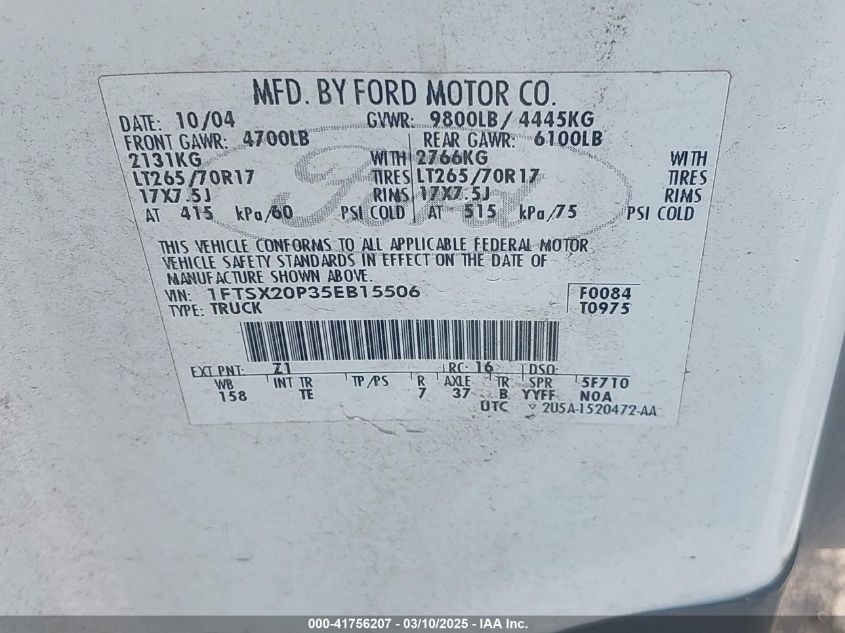 MFD. BY FORD MOTOR CO.
DATE: 10/04 GVWR: 9800LB / 4445KG
FRONT GAWR: 4700LB REAR GAWR: 6100LB
2131KG WITH 2766KG WITH
LT265/70R17 TIRES LT265/70R17 TIRES
17X7.5J RIMS 17X7.5J RIMS
AT 415 kPa/60 PSI COLD AT 515 kPa/75 PSI COLD
Ford
THIS VEHICLE CONFORMS TO ALL APPLICABLE FEDERAL MOTOR
VEHICLE SAFETY STANDARDS IN EFFECT ON THE DATE OF
MANUFACTURE SHOWN ABOVE.
VIN: 1FTSX20P35EB15506 F0084
TYPE: TRUCK T0975
EXT PNT: Z1 RC: 16 DSO:
WB INT TR TP/PS R AXLE TR SPR 5F710
158 TE 7 37 B YYFF N0A
UTC 2U5A-1520472-AA
000-41756207 - 03/10/2025 - IAA Inc.